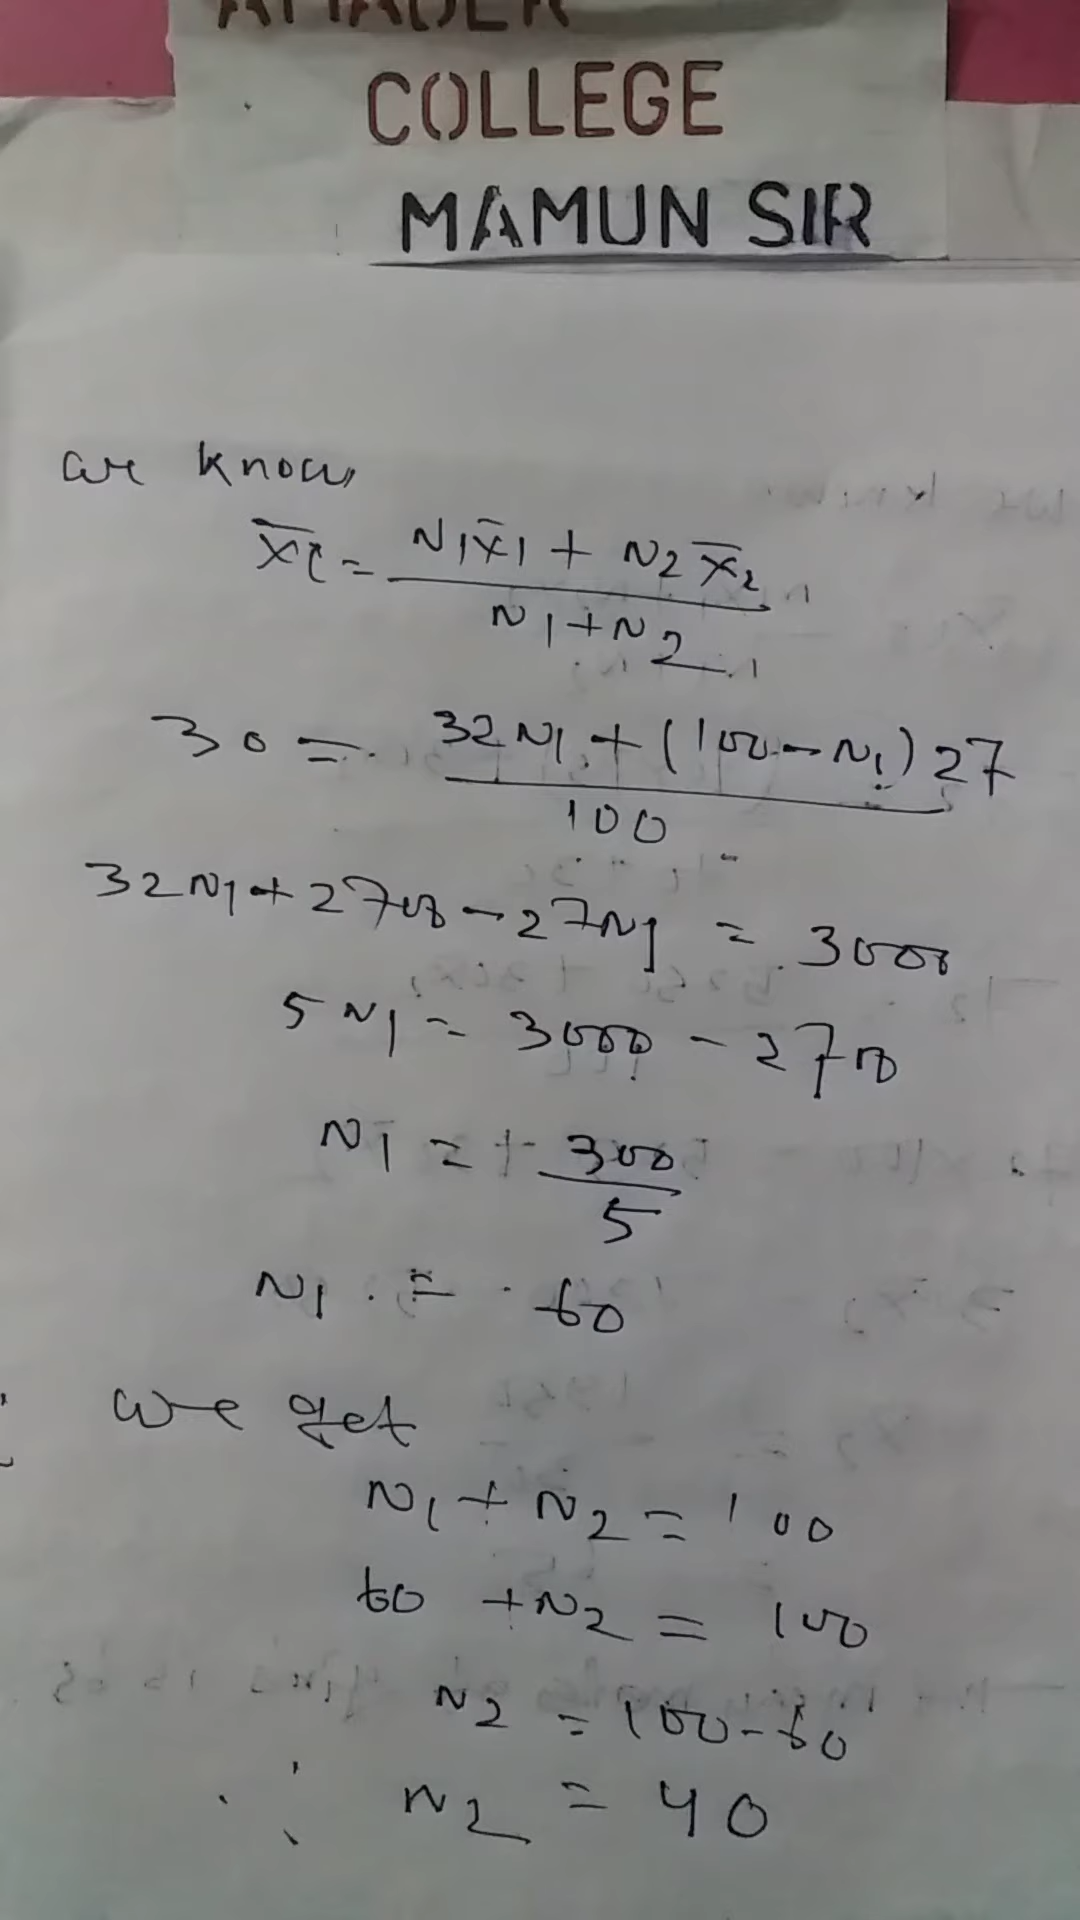 COLLEGE
MAMUN SIR
we know,
x̄c = N1x̄1 + N2x̄2
N1+N2
30 = 32N1 + (100-N1)27
100
32N1 + 2700 - 27N1 = 3000
5N1 = 3000 - 2700
N1 = 300
5
N1 = 60
we get
N1 + N2 = 100
60 + N2 = 100
N2 = 100-60
∴ N2 = 40